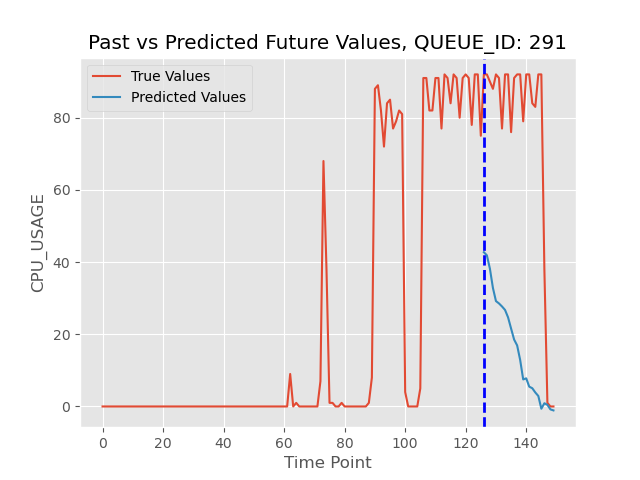 Past vs Predicted Future Values, QUEUE_ID: 291
True Values
Predicted Values
CPU_USAGE
80
60
40
20
0
0 20 40 60 80 100 120 140
Time Point